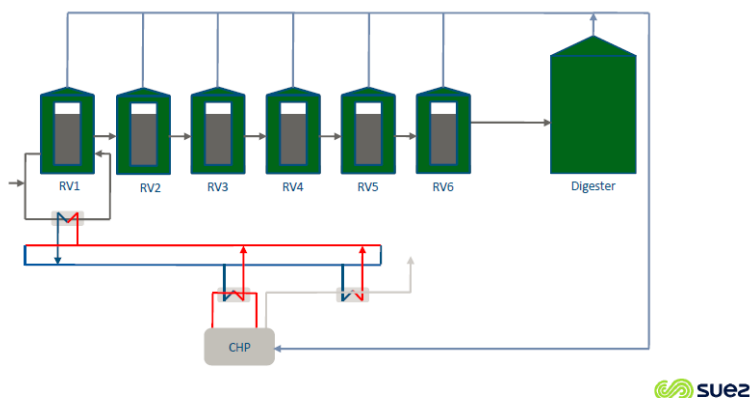 RV1
RV2
RV3
RV4
RV5
RV6
Digester
CHP
suez